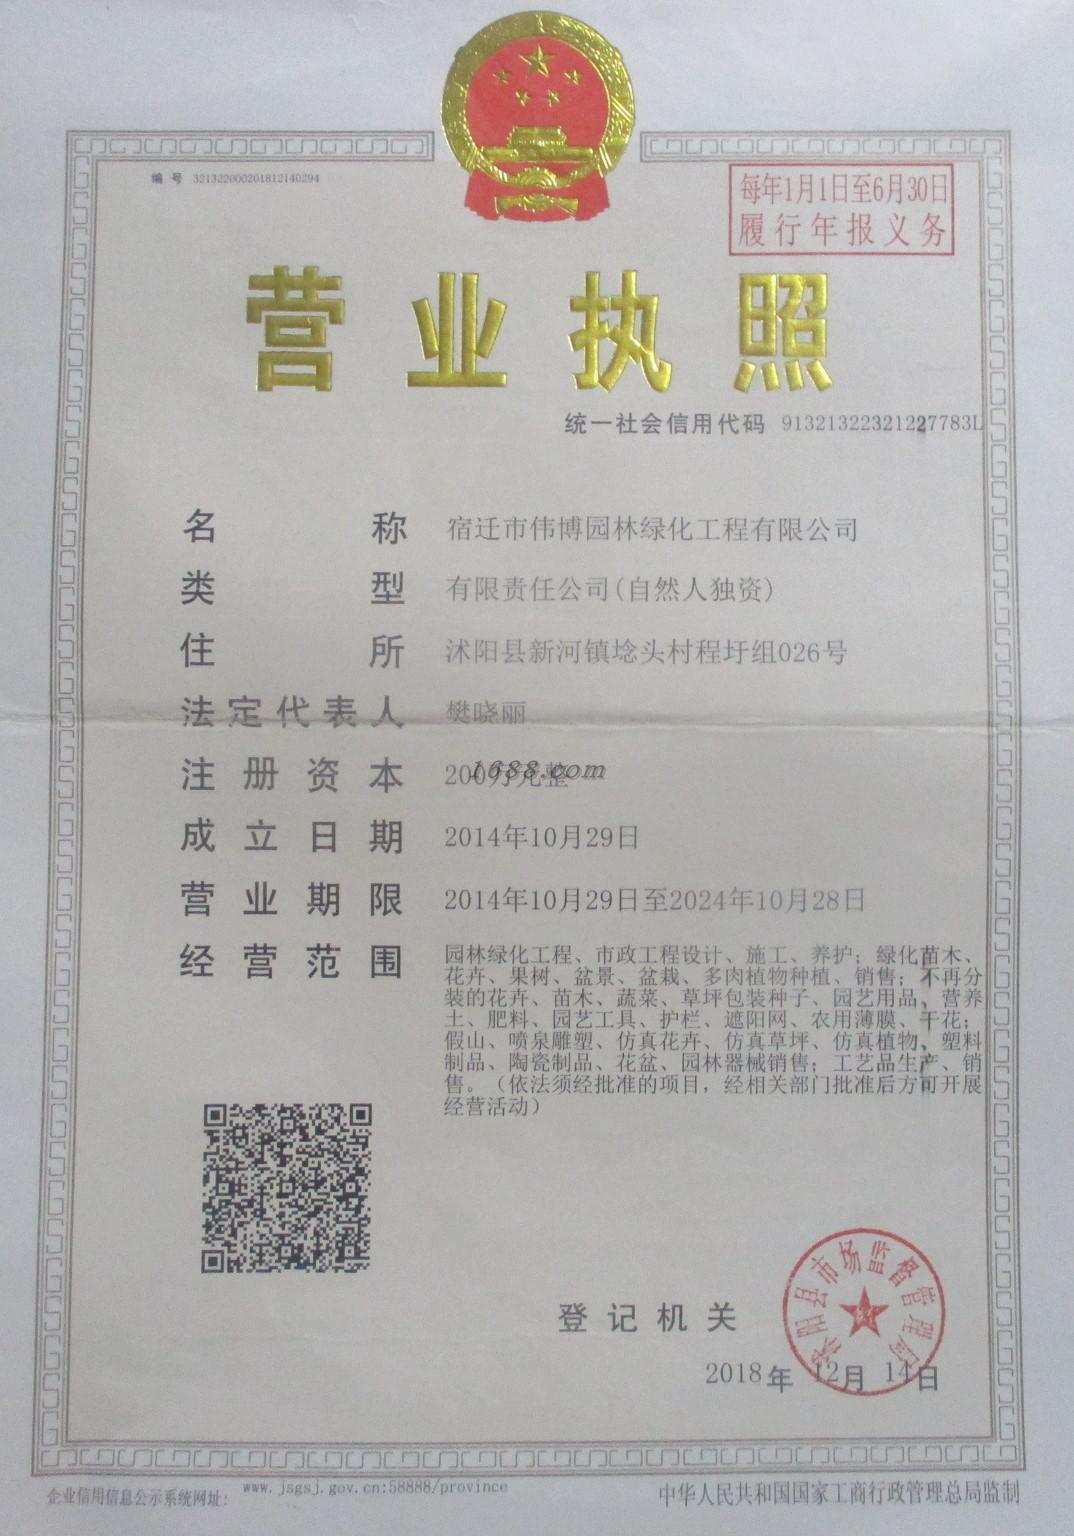 编 号 321322000201812140294
每年1月1日至6月30日
履行年报义务
营业执照
统一社会信用代码 91321322321227783L
名称 宿迁市伟博园林绿化工程有限公司
类型 有限责任公司(自然人独资)
住所 沭阳县新河镇埝头村程圩组026号
法定代表人 樊晓丽
注册资本 200万元整
1688.com
成立日期 2014年10月29日
营业期限 2014年10月29日至2024年10月28日
经营范围 园林绿化工程、市政工程设计、施工、养护；绿化苗木、
花卉、果树、盆景、盆栽、多肉植物种植、销售；不再分
装的花卉、苗木、蔬菜、草坪包装种子、园艺用品、营养
土、肥料、园艺工具、护栏、遮阳网、农用薄膜、干花；
假山、喷泉雕塑、仿真花卉、仿真草坪、仿真植物、塑料
制品、陶瓷制品、花盆、园林器械销售；工艺品生产、销
售。（依法须经批准的项目，经相关部门批准后方可开展
经营活动）
沭阳县市场监督管理局
登记机关
2018年 12月 14日
企业信用信息公示系统网址： www.jsgsj.gov.cn:58888/province
中华人民共和国国家工商行政管理总局监制